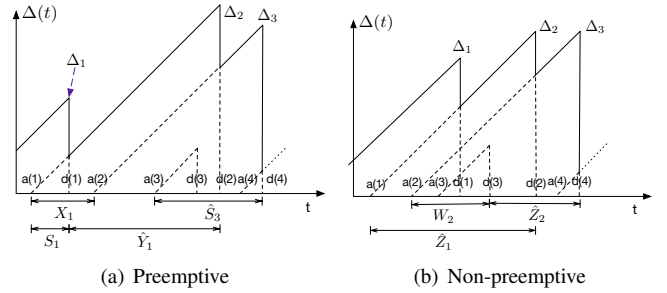 Δ(t)
Δ₁
Δ₂
Δ₃
a(1) d(1) a(2) a(3) d(3) d(2) a(4) d(4)
t
X₁
Ŝ₃
S₁
Ŷ₁
(a) Preemptive
Δ(t)
Δ₁
Δ₂
Δ₃
a(1) a(2) a(3) d(1) d(3) d(2) a(4) d(4)
t
W₂
Ẑ₂
Ẑ₁
(b) Non-preemptive